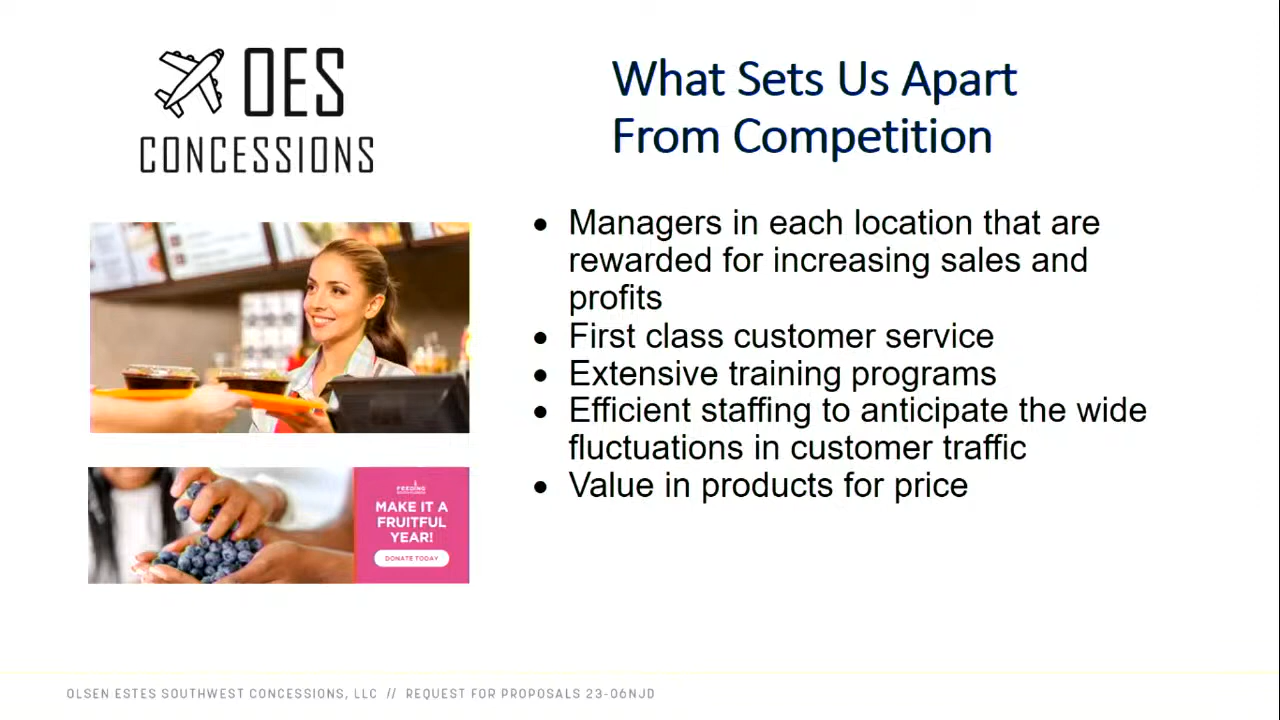 OES
CONCESSIONS
What Sets Us Apart
From Competition
● Managers in each location that are
rewarded for increasing sales and
profits
● First class customer service
● Extensive training programs
● Efficient staffing to anticipate the wide
fluctuations in customer traffic
● Value in products for price
FEEDING
MAKE IT A
FRUITFUL
YEAR!
DONATE TODAY
OLSEN ESTES SOUTHWEST CONCESSIONS, LLC // REQUEST FOR PROPOSALS 23-06NJD